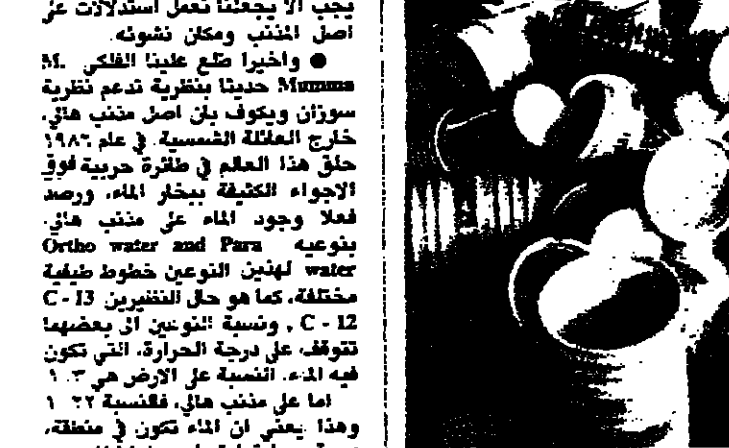 يجب ألا يجعلنا نعمل استدلالات على
اصل المذنب ومكان نشوئه.
● واخيرا طلع علينا الفلكي M.
Mumma حديثا بنظرية تدعم نظرية
سوزان ويكوف بان اصل مذنب هالي،
خارج العائلة الشمسية. في عام ١٩٨٦
حلق هذا العالم في طائرة حربية فوق
الاجواء الكثيفة ببخار الماء، ورصد
فعلا وجود الماء على مذنب هالي.
بنوعيه Ortho water and Para
water لهذين النوعين خطوط طيفية
مختلفة، كما هو حال النظيرين C - 13
C - 12 , ونسبة النوعين الى بعضهما
تتوقف على درجة الحرارة، التي تكون
فيه الماء. النسبة على الارض هي ٣. ١
اما على مذنب هالي، فالنسبة ٢٢ ١
وهذا يعني ان الماء تكون في منطقة،